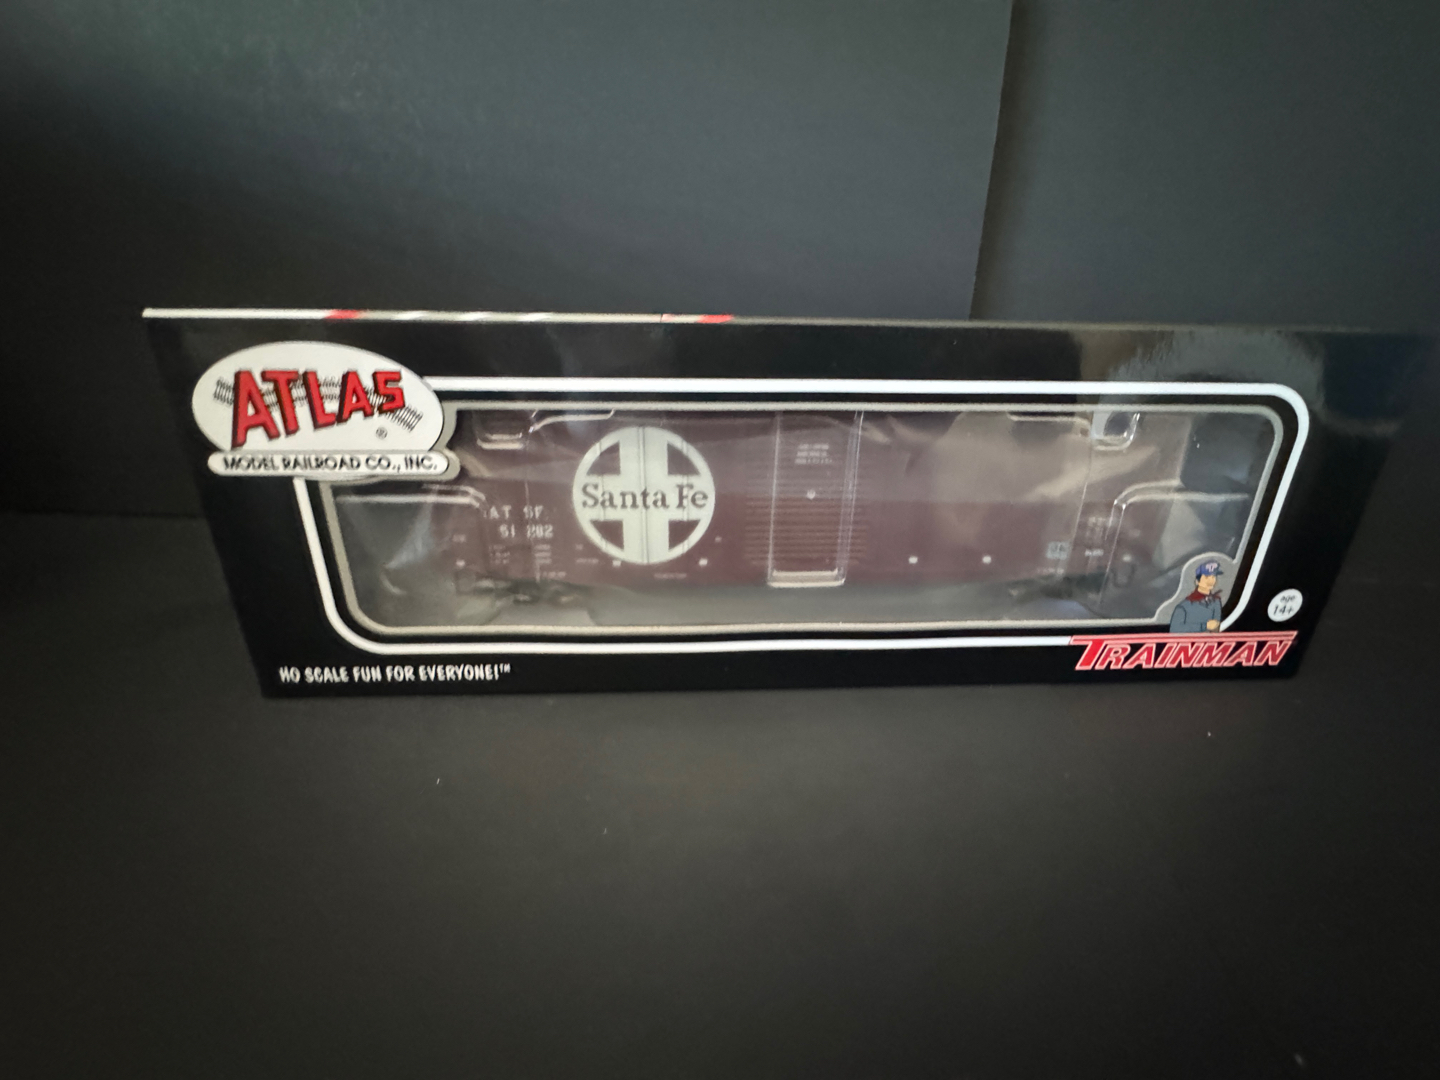 ATLAS
®
MODEL RAILROAD CO., INC.
Santa Fe
AT SF
51 282
age
14+
TRAINMAN
HO SCALE FUN FOR EVERYONE!™